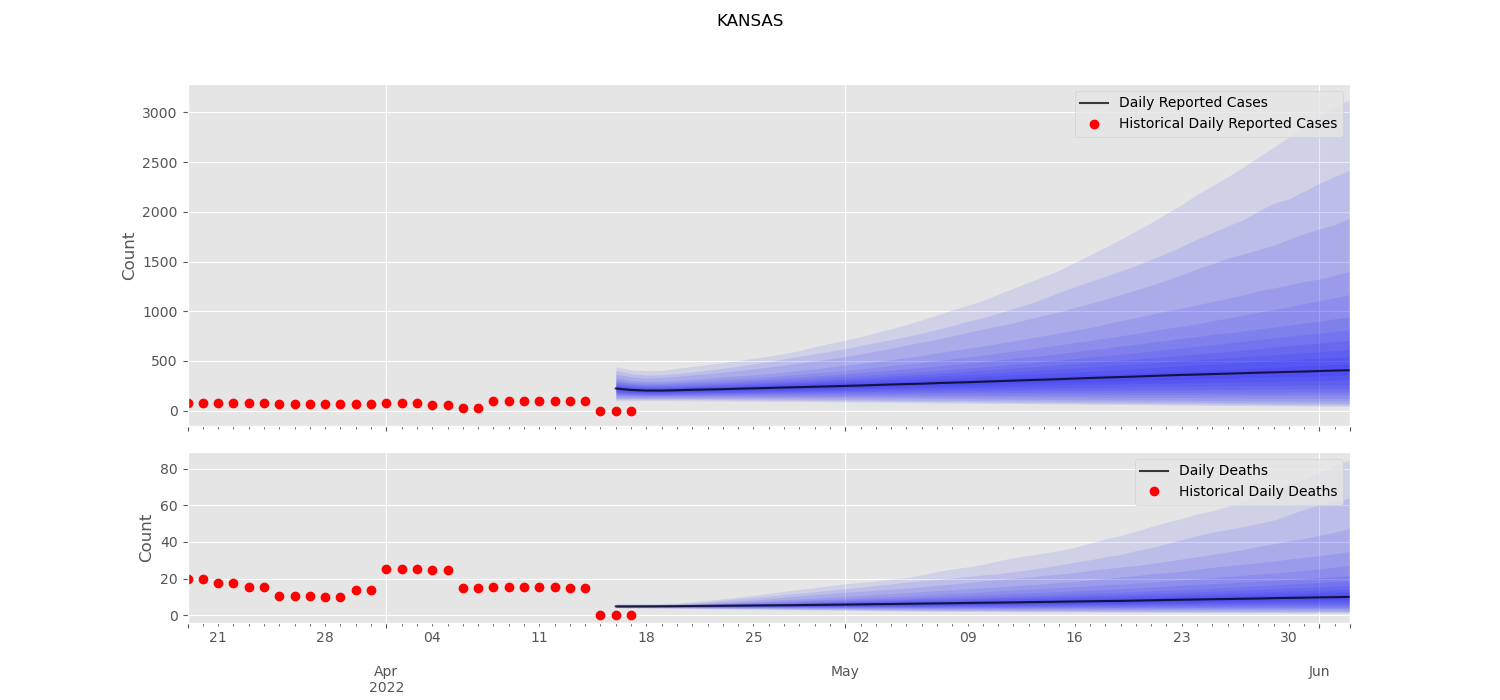 KANSAS
3000
2500
2000
1500
1000
500
0
Count
Daily Reported Cases
Historical Daily Reported Cases
80
60
40
20
0
Count
Daily Deaths
Historical Daily Deaths
21 28 04 11 18 25 02 09 16 23 30
Apr May Jun
2022